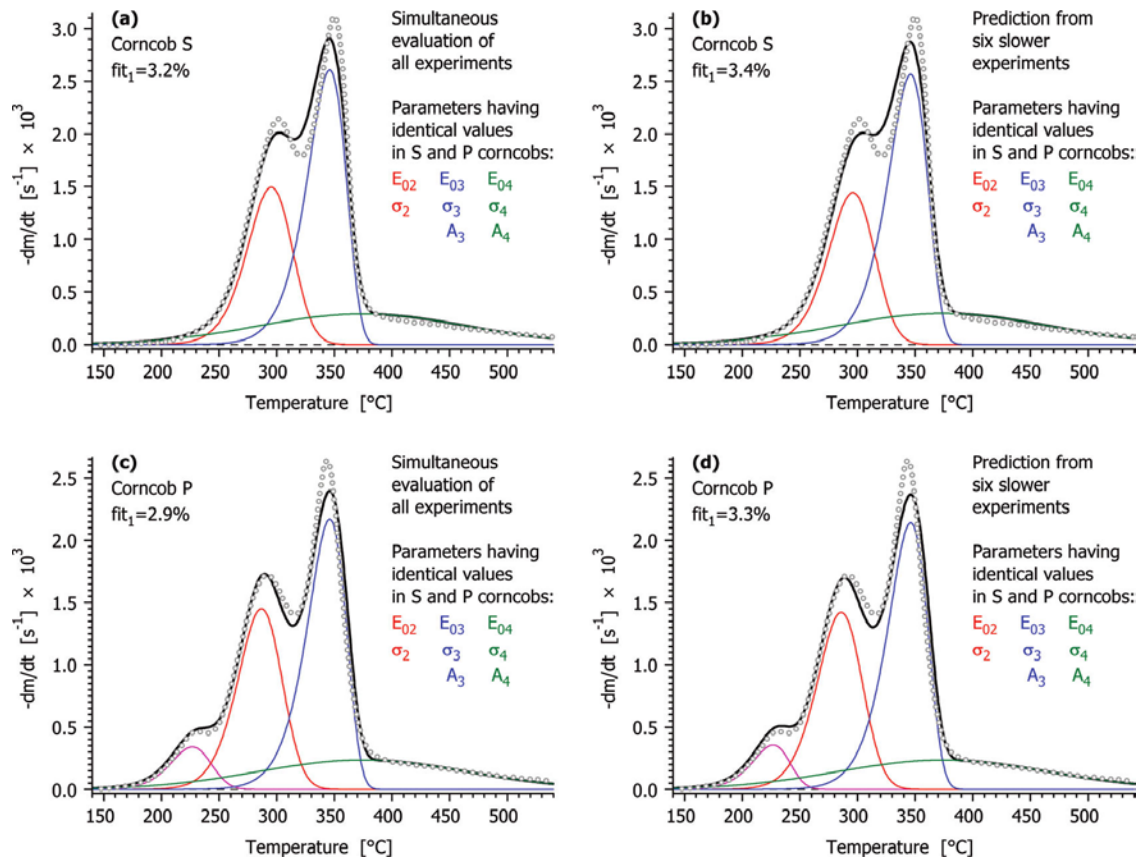 (a)
Corncob S
fit1=3.2%
Simultaneous
evaluation of
all experiments
Parameters having
identical values
in S and P corncobs:
E02 E03 E04
σ2 σ3 σ4
A3 A4
3.0
2.5
2.0
1.5
1.0
0.5
0.0
-dm/dt [s-1] × 103
150 200 250 300 350 400 450 500
Temperature [°C]
(b)
Corncob S
fit1=3.4%
Prediction from
six slower
experiments
Parameters having
identical values
in S and P corncobs:
E02 E03 E04
σ2 σ3 σ4
A3 A4
3.0
2.5
2.0
1.5
1.0
0.5
0.0
-dm/dt [s-1] × 103
150 200 250 300 350 400 450 500
Temperature [°C]
(c)
Corncob P
fit1=2.9%
Simultaneous
evaluation of
all experiments
Parameters having
identical values
in S and P corncobs:
E02 E03 E04
σ2 σ3 σ4
A3 A4
2.5
2.0
1.5
1.0
0.5
0.0
-dm/dt [s-1] × 103
150 200 250 300 350 400 450 500
Temperature [°C]
(d)
Corncob P
fit1=3.3%
Prediction from
six slower
experiments
Parameters having
identical values
in S and P corncobs:
E02 E03 E04
σ2 σ3 σ4
A3 A4
2.5
2.0
1.5
1.0
0.5
0.0
-dm/dt [s-1] × 103
150 200 250 300 350 400 450 500
Temperature [°C]